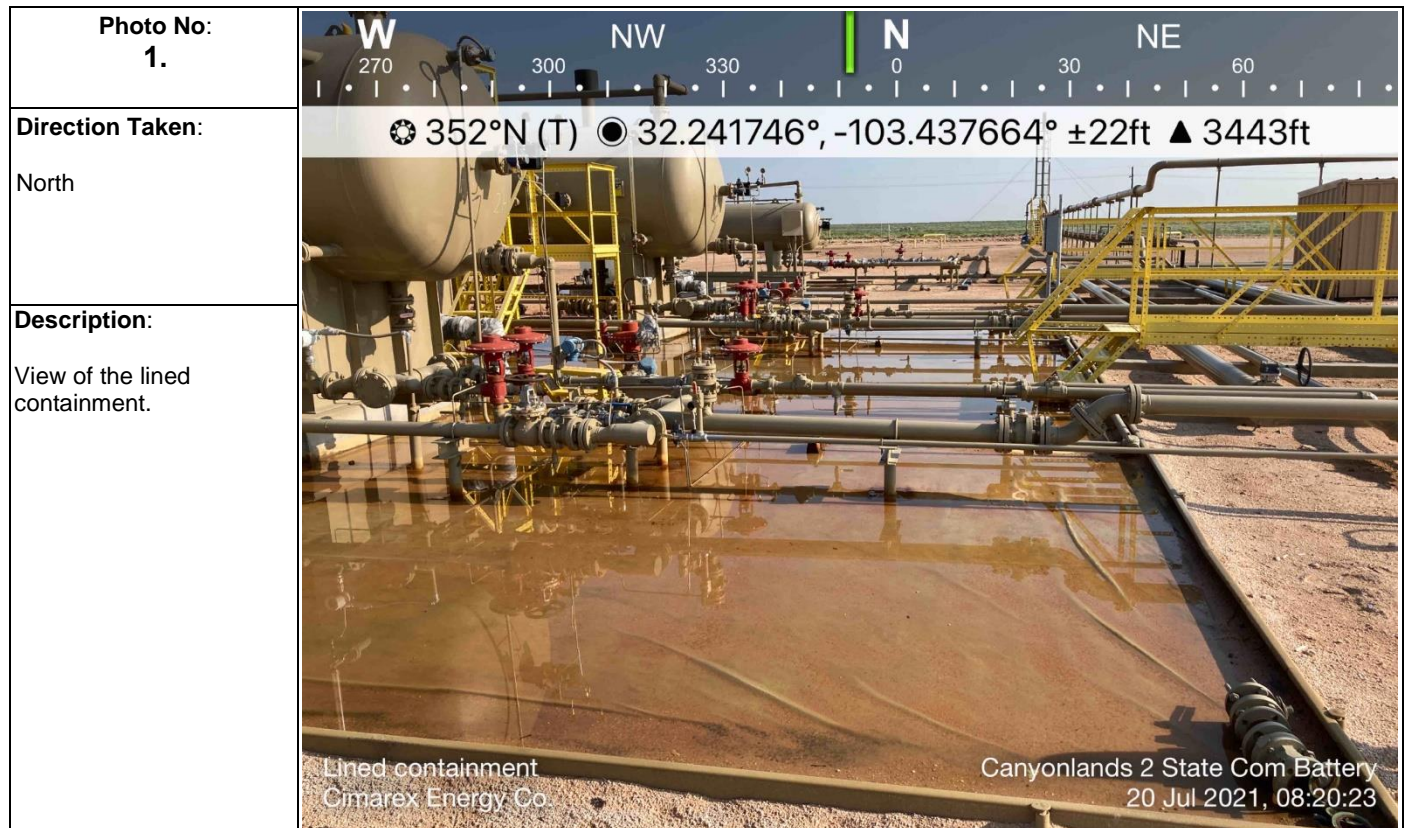 Photo No:
1.
Direction Taken:
North
Description:
View of the lined
containment.
W NW N NE
270 300 330 0 30 60
352°N (T) 32.241746°, -103.437664° ±22ft ▲ 3443ft
Lined containment
Cimarex Energy Co.
Canyonlands 2 State Com Battery
20 Jul 2021, 08:20:23